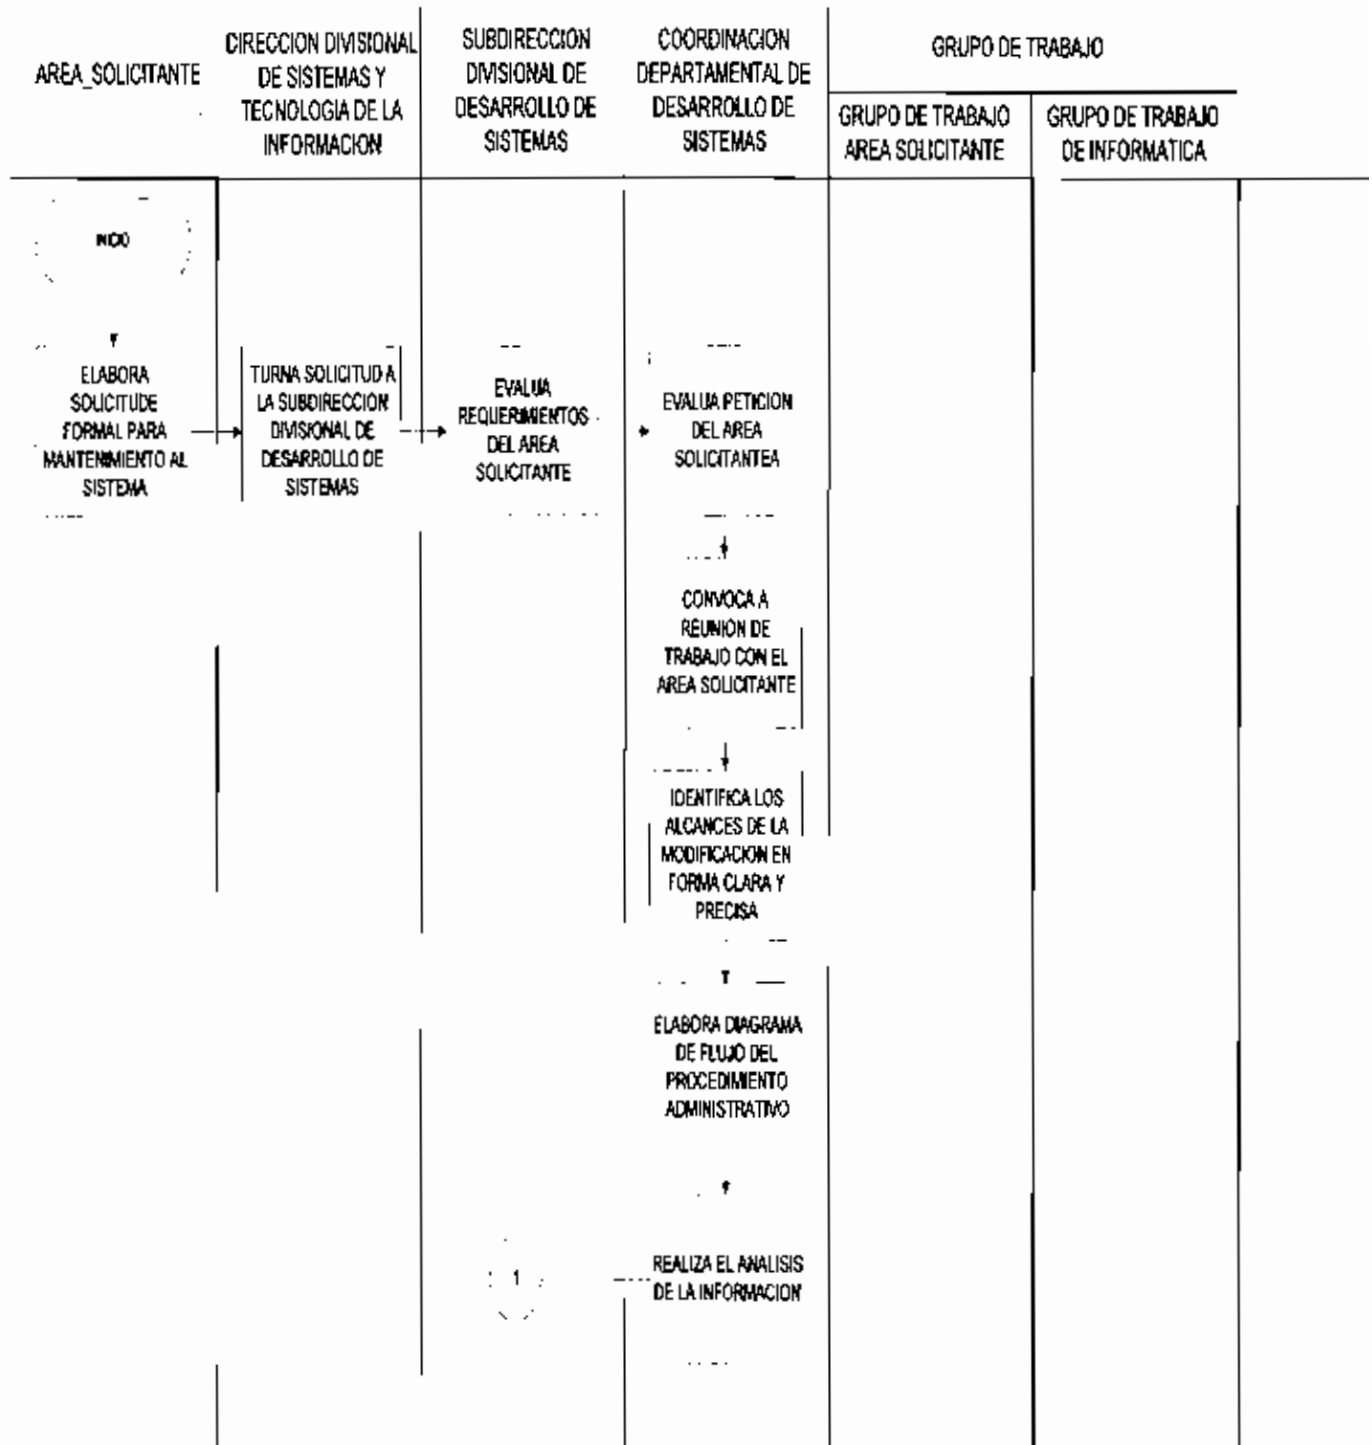 AREA_SOLICITANTE
DIRECCION DIVISIONAL
DE SISTEMAS Y
TECNOLOGIA DE LA
INFORMACION
SUBDIRECCION
DIVISIONAL DE
DESARROLLO DE
SISTEMAS
COORDINACION
DEPARTAMENTAL DE
DESARROLLO DE
SISTEMAS
GRUPO DE TRABAJO
GRUPO DE TRABAJO
AREA SOLICITANTE
GRUPO DE TRABAJO
DE INFORMATICA
INICIO
ELABORA
SOLICITUDE
FORMAL PARA
MANTENIMIENTO AL
SISTEMA
TURNA SOLICITUD A
LA SUBDIRECCION
DIVISIONAL DE
DESARROLLO DE
SISTEMAS
EVALUA
REQUERIMIENTOS
DEL AREA
SOLICITANTE
EVALUA PETICION
DEL AREA
SOLICITANTEA
CONVOCA A
REUNION DE
TRABAJO CON EL
AREA SOLICITANTE
IDENTIFICA LOS
ALCANCES DE LA
MODIFICACION EN
FORMA CLARA Y
PRECISA
ELABORA DIAGRAMA
DE FLUJO DEL
PROCEDIMIENTO
ADMINISTRATIVO
REALIZA EL ANALISIS
DE LA INFORMACION
1